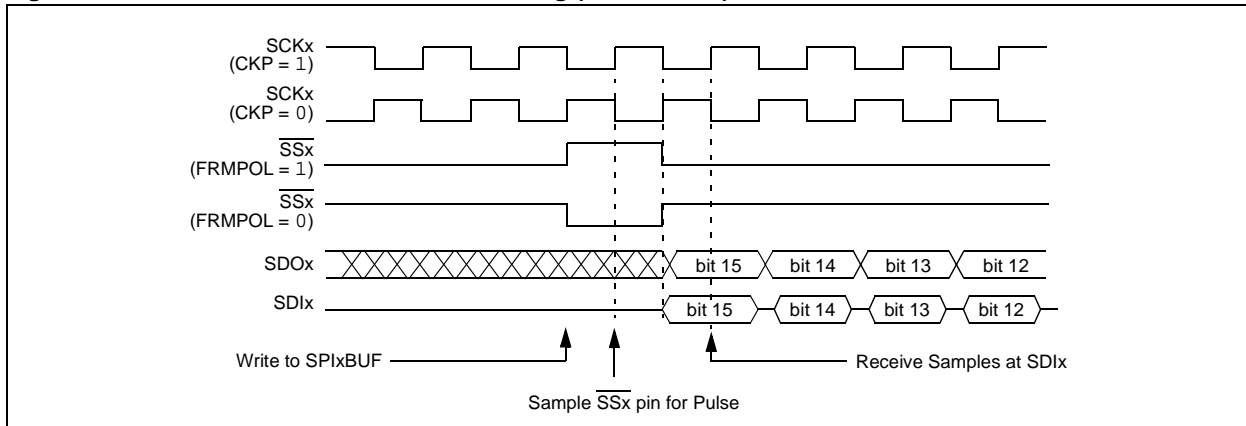 SCKx
(CKP = 1)
SCKx
(CKP = 0)
SSx
(FRMPOL = 1)
SSx
(FRMPOL = 0)
SDOx bit 15 bit 14 bit 13 bit 12
SDIx bit 15 bit 14 bit 13 bit 12
Write to SPIxBUF Receive Samples at SDIx
Sample SSx pin for Pulse